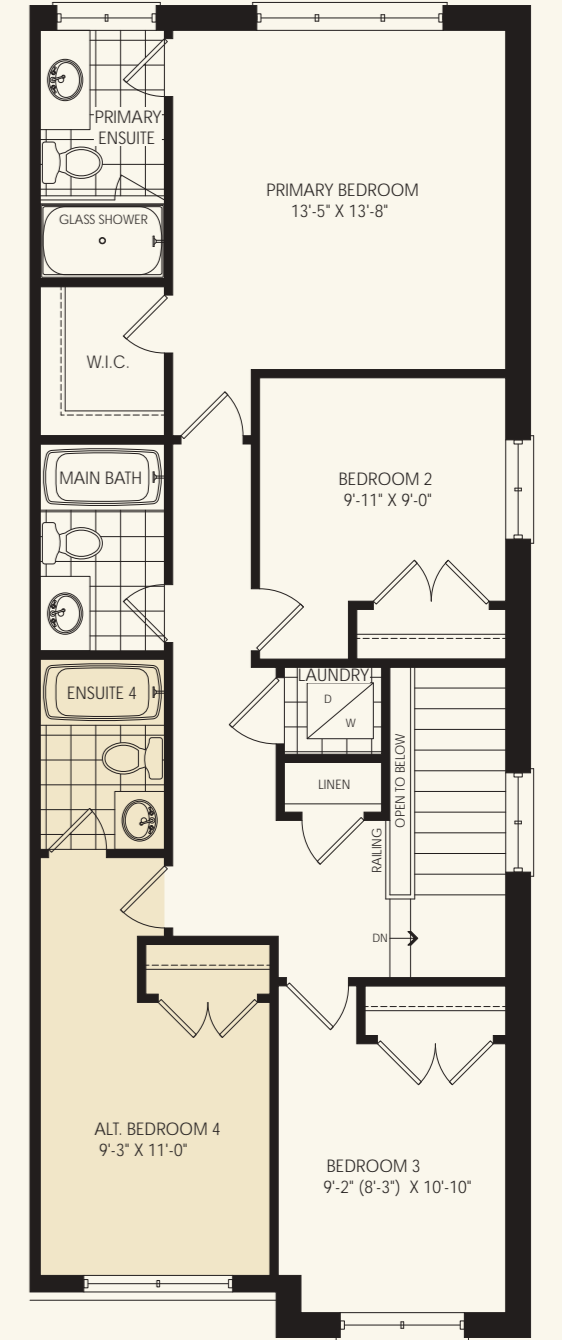 PRIMARY
ENSUITE
PRIMARY BEDROOM
13'-5" X 13'-8"
GLASS SHOWER
W.I.C.
MAIN BATH
BEDROOM 2
9'-11" X 9'-0"
ENSUITE 4
LAUNDRY
D
W
LINEN
OPEN TO BELOW
RAILING
DN
ALT. BEDROOM 4
9'-3" X 11'-0"
BEDROOM 3
9'-2" (8'-3") X 10'-10"